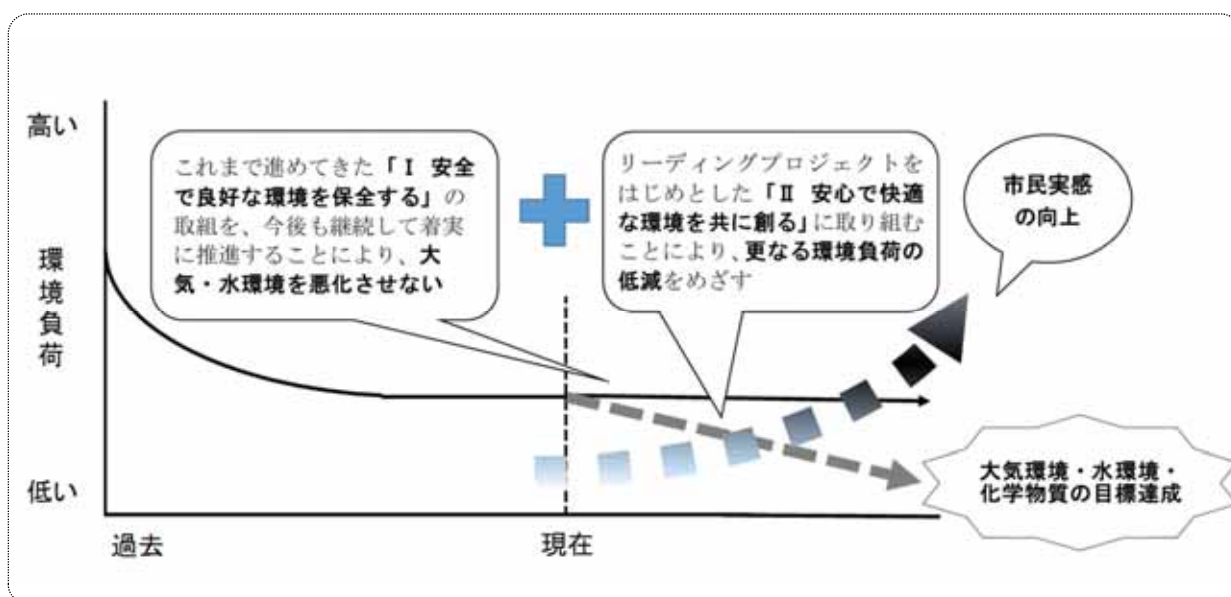 高い
環境負荷
低い
過去
現在
これまで進めてきた「Ⅰ 安全
で良好な環境を保全する」の
取組を、今後も継続して着実
に推進することにより、大
気・水環境を悪化させない
リーディングプロジェクトを
はじめとした「Ⅱ 安心で快適
な環境を共に創る」に取り組む
ことにより、更なる環境負荷の
低減をめざす
市民実感
の向上
大気環境・水環境・
化学物質の目標達成